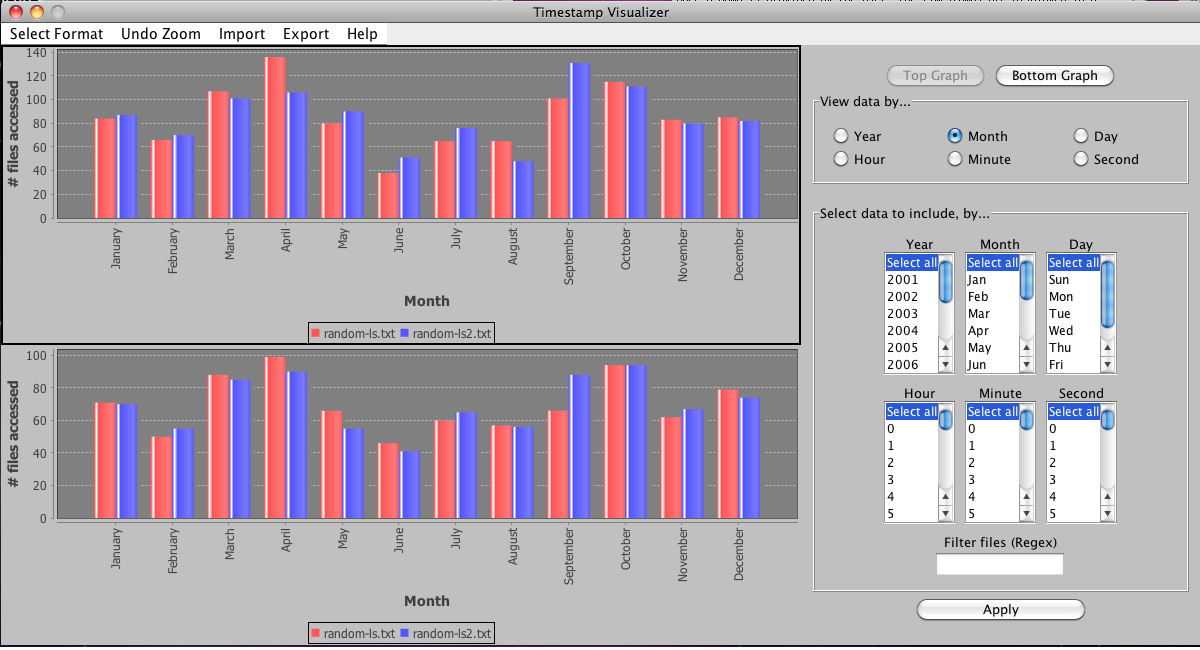 Timestamp Visualizer
Select Format Undo Zoom Import Export Help
# files accessed
140
120
100
80
60
40
20
0
January February March April May June July August September October November December
Month
random-ls.txt random-ls2.txt
# files accessed
100
80
60
40
20
0
January February March April May June July August September October November December
Month
random-ls.txt random-ls2.txt
Top Graph Bottom Graph
View data by...
Year Month Day
Hour Minute Second
Select data to include, by...
Year Month Day
Select all Select all Select all
2001 Jan Sun
2002 Feb Mon
2003 Mar Tue
2004 Apr Wed
2005 May Thu
2006 Jun Fri
Hour Minute Second
Select all Select all Select all
0 0 0
1 1 1
2 2 2
3 3 3
4 4 4
5 5 5
Filter files (Regex)
Apply